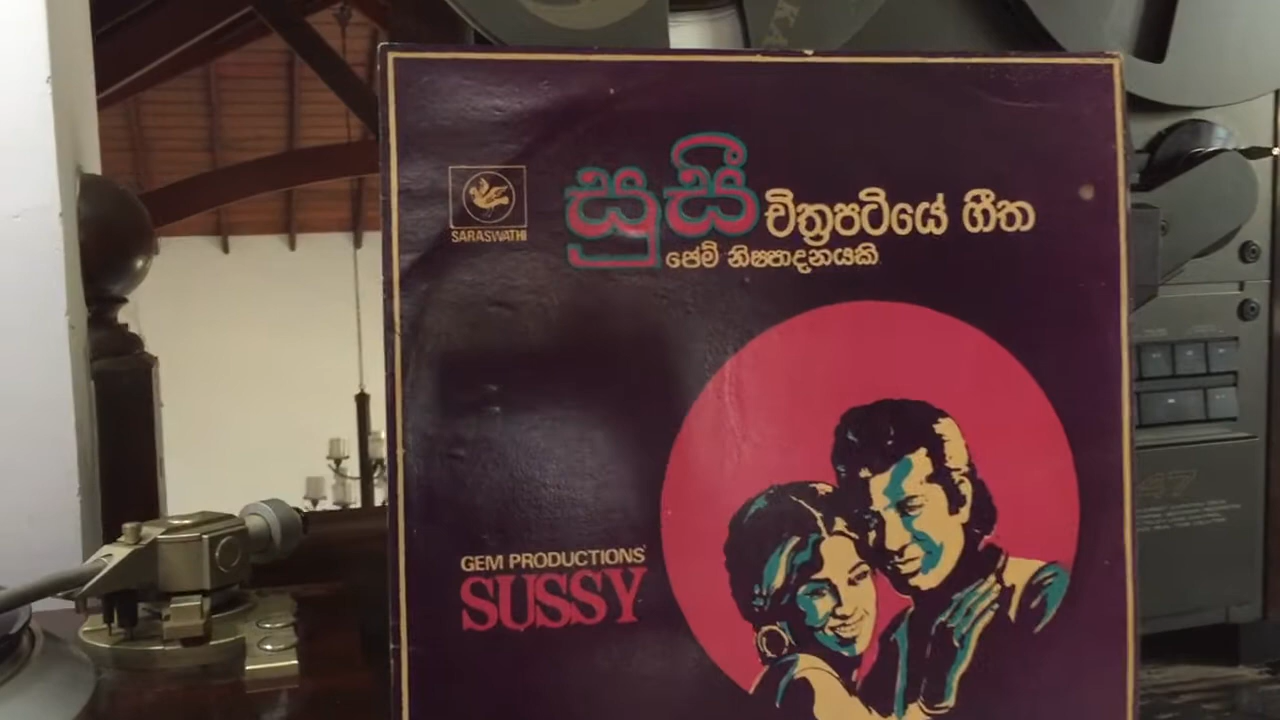 සුසී චිත්‍රපටියේ ගීත
SARASWATHI
ජේම් නිෂ්පාදනයකි
GEM PRODUCTIONS
SUSSY